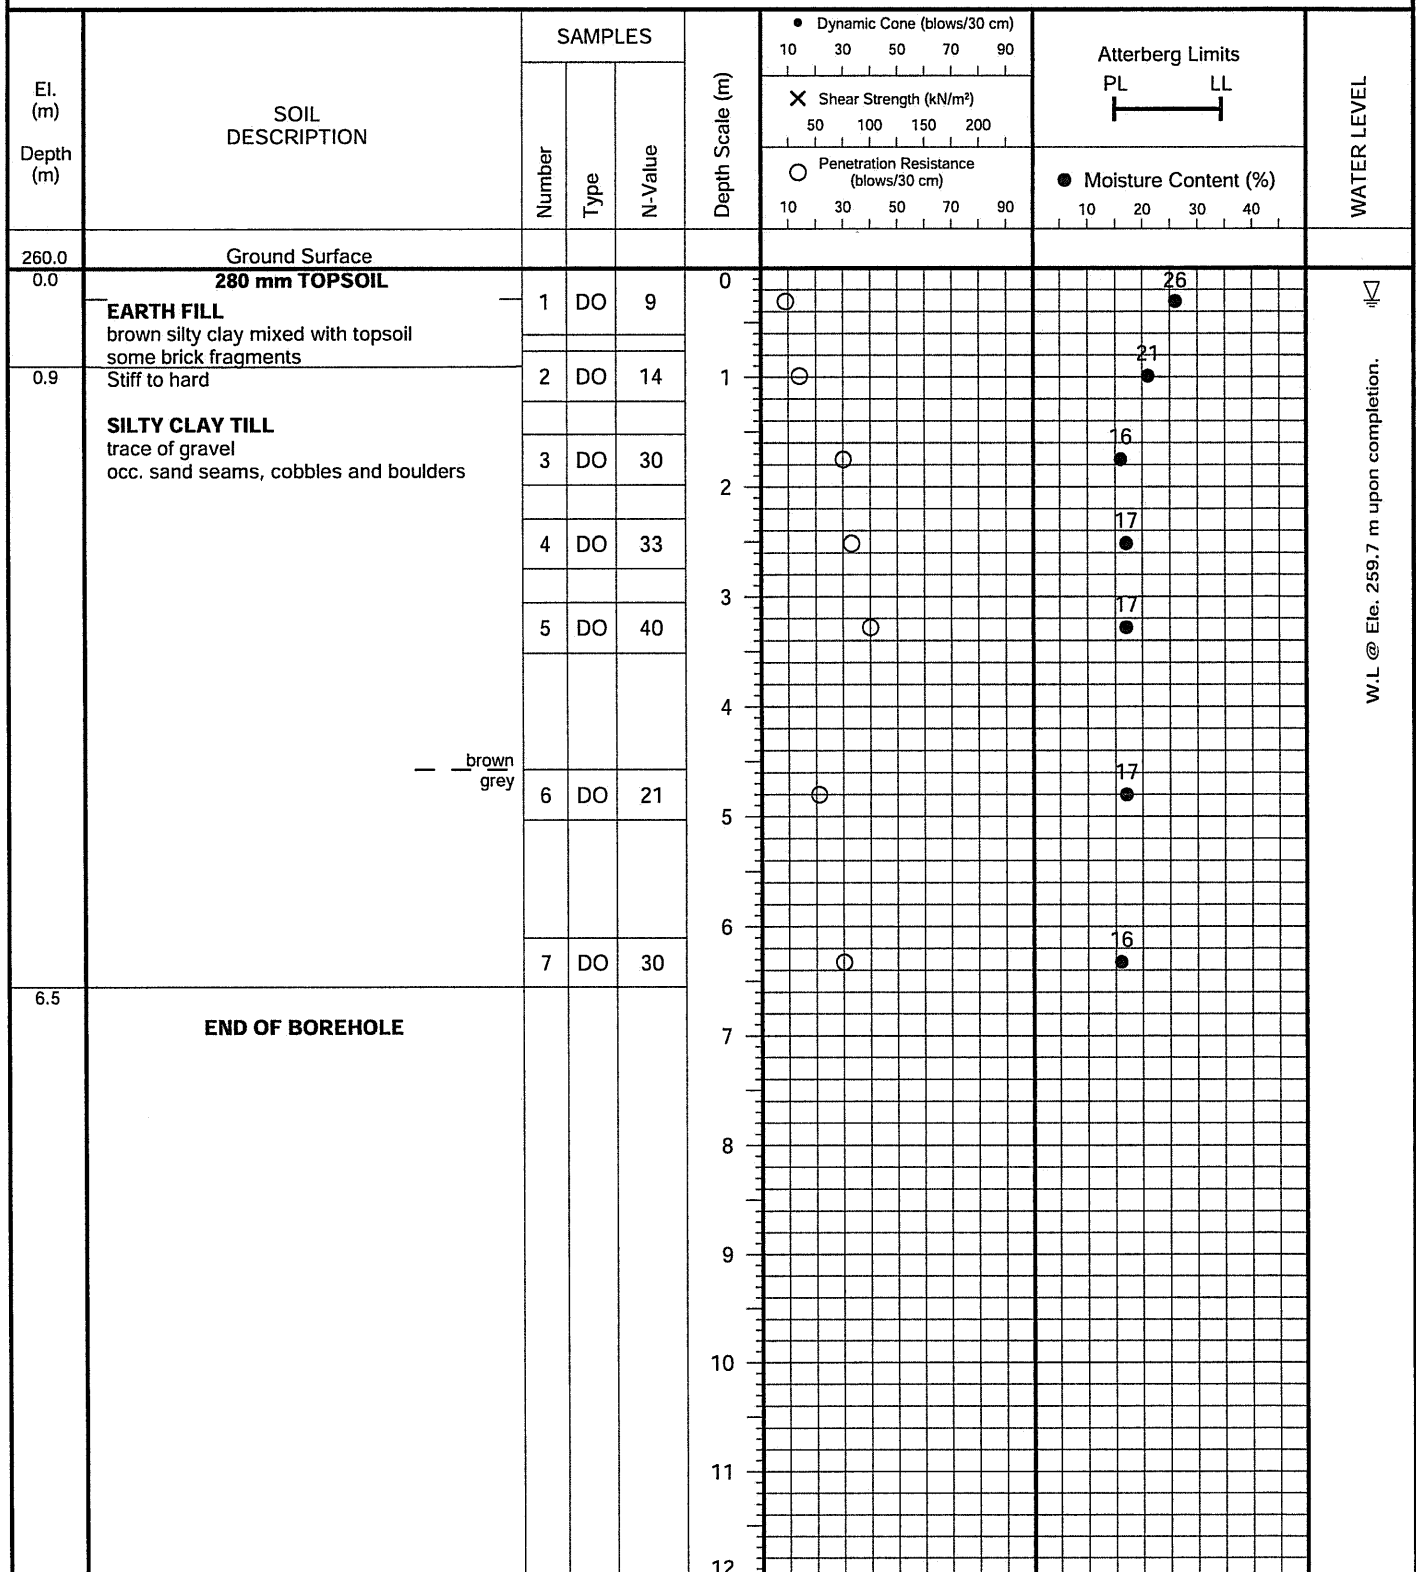 El.
(m)
Depth
(m)
SOIL
DESCRIPTION
SAMPLES
Number
Type
N-Value
Depth Scale (m)
● Dynamic Cone (blows/30 cm)
10 30 50 70 90
✕ Shear Strength (kN/m²)
50 100 150 200
○ Penetration Resistance
(blows/30 cm)
10 30 50 70 90
Atterberg Limits
PL LL
● Moisture Content (%)
10 20 30 40
WATER LEVEL
260.0 Ground Surface
0.0 280 mm TOPSOIL 0 26
EARTH FILL 1 DO 9
brown silty clay mixed with topsoil
some brick fragments 21
0.9 Stiff to hard 2 DO 14 1
SILTY CLAY TILL 16
trace of gravel 3 DO 30
occ. sand seams, cobbles and boulders
2
17
4 DO 33
3 17
5 DO 40
W.L @ Ele. 259.7 m upon completion.
4
brown 17
grey
6 DO 21
5
6 16
7 DO 30
6.5
END OF BOREHOLE
7
8
9
10
11
12